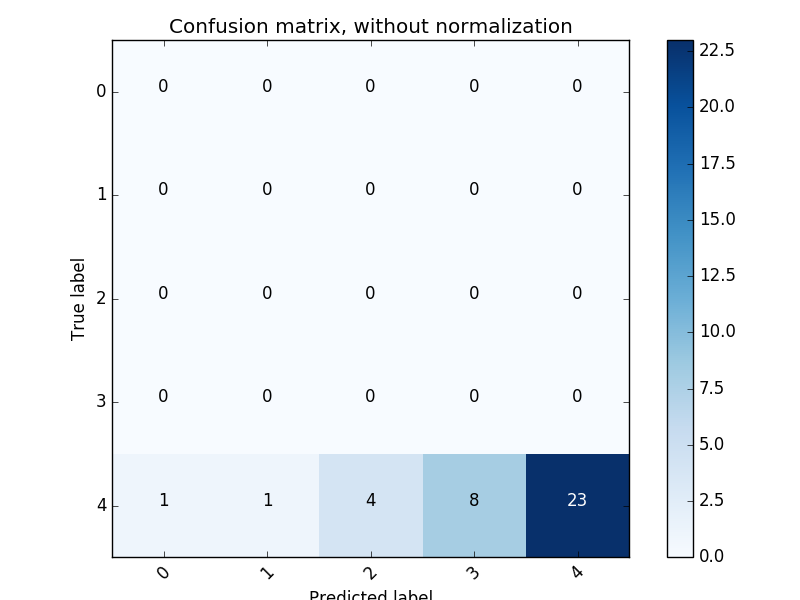 Confusion matrix, without normalization
0 0 0 0 0 0
1 0 0 0 0 0
2 0 0 0 0 0
3 0 0 0 0 0
4 1 1 4 8 23
0 1 2 3 4
True label
Predicted label
22.5
20.0
17.5
15.0
12.5
10.0
7.5
5.0
2.5
0.0